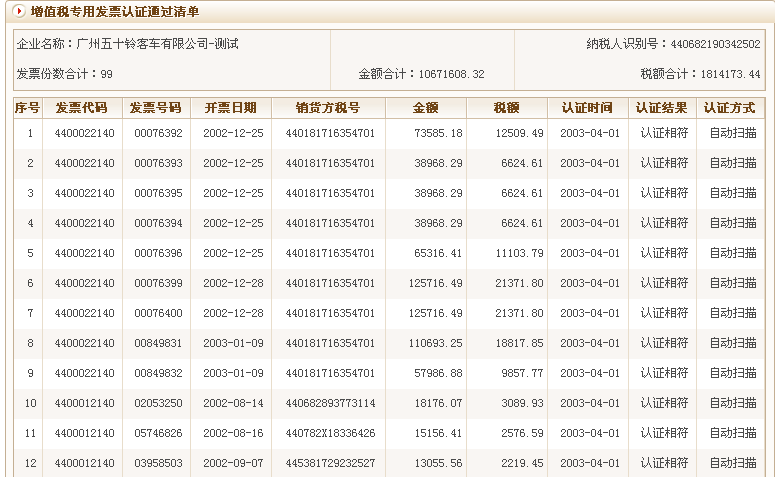 增值税专用发票认证通过清单
企业名称：广州五十铃客车有限公司-测试 纳税人识别号：440682190342502
发票份数合计：99 金额合计：10671608.32 税额合计：1814173.44
序号 发票代码 发票号码 开票日期 销货方税号 金额 税额 认证时间 认证结果 认证方式
1 4400022140 00076392 2002-12-25 440181716354701 73585.18 12509.49 2003-04-01 认证相符 自动扫描
2 4400022140 00076393 2002-12-25 440181716354701 38968.29 6624.61 2003-04-01 认证相符 自动扫描
3 4400022140 00076395 2002-12-25 440181716354701 38968.29 6624.61 2003-04-01 认证相符 自动扫描
4 4400022140 00076394 2002-12-25 440181716354701 38968.29 6624.61 2003-04-01 认证相符 自动扫描
5 4400022140 00076396 2002-12-25 440181716354701 65316.41 11103.79 2003-04-01 认证相符 自动扫描
6 4400022140 00076399 2002-12-28 440181716354701 125716.49 21371.80 2003-04-01 认证相符 自动扫描
7 4400022140 00076400 2002-12-28 440181716354701 125716.49 21371.80 2003-04-01 认证相符 自动扫描
8 4400022140 00849831 2003-01-09 440181716354701 110693.25 18817.85 2003-04-01 认证相符 自动扫描
9 4400022140 00849832 2003-01-09 440181716354701 57986.88 9857.77 2003-04-01 认证相符 自动扫描
10 4400012140 02053250 2002-08-14 440682893773114 18176.07 3089.93 2003-04-01 认证相符 自动扫描
11 4400012140 05746826 2002-08-16 440782X18336426 15156.41 2576.59 2003-04-01 认证相符 自动扫描
12 4400012140 03958503 2002-09-07 445381729232527 13055.56 2219.45 2003-04-01 认证相符 自动扫描